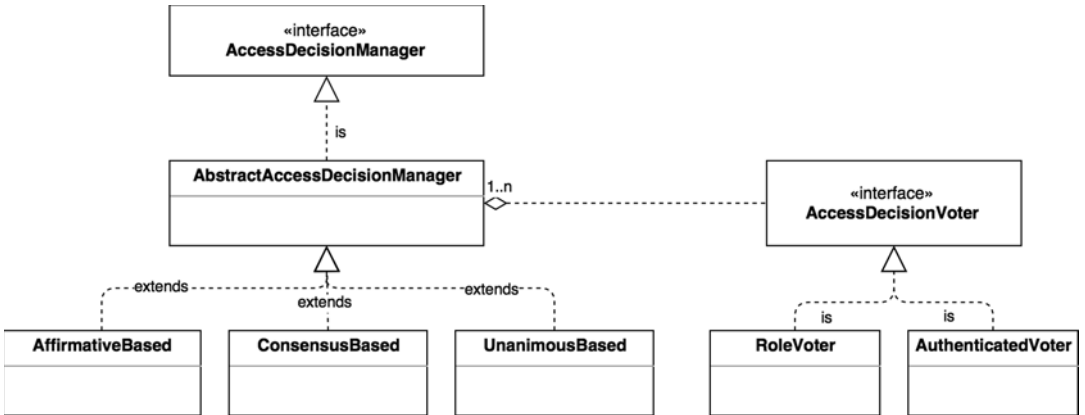 «interface»
AccessDecisionManager
is
AbstractAccessDecisionManager
1..n
«interface»
AccessDecisionVoter
extends
extends
extends
is
is
AffirmativeBased
ConsensusBased
UnanimousBased
RoleVoter
AuthenticatedVoter